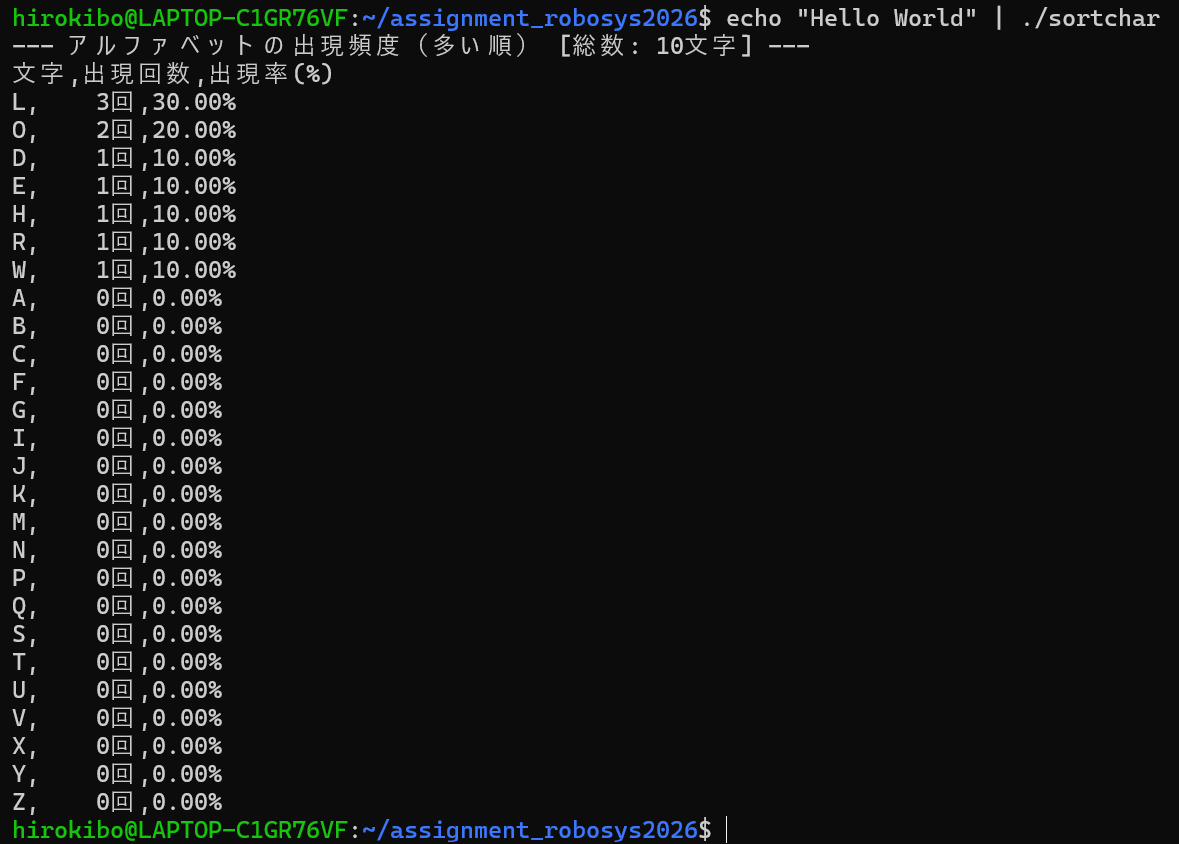 hirokibo@LAPTOP-C1GR76VF:~/assignment_robosys2026$ echo "Hello World" | ./sortchar
--- アルファベットの出現頻度（多い順） [総数: 10文字] ---
文字,出現回数,出現率(%)
L,    3回,30.00%
O,    2回,20.00%
D,    1回,10.00%
E,    1回,10.00%
H,    1回,10.00%
R,    1回,10.00%
W,    1回,10.00%
A,    0回,0.00%
B,    0回,0.00%
C,    0回,0.00%
F,    0回,0.00%
G,    0回,0.00%
I,    0回,0.00%
J,    0回,0.00%
K,    0回,0.00%
M,    0回,0.00%
N,    0回,0.00%
P,    0回,0.00%
Q,    0回,0.00%
S,    0回,0.00%
T,    0回,0.00%
U,    0回,0.00%
V,    0回,0.00%
X,    0回,0.00%
Y,    0回,0.00%
Z,    0回,0.00%
hirokibo@LAPTOP-C1GR76VF:~/assignment_robosys2026$